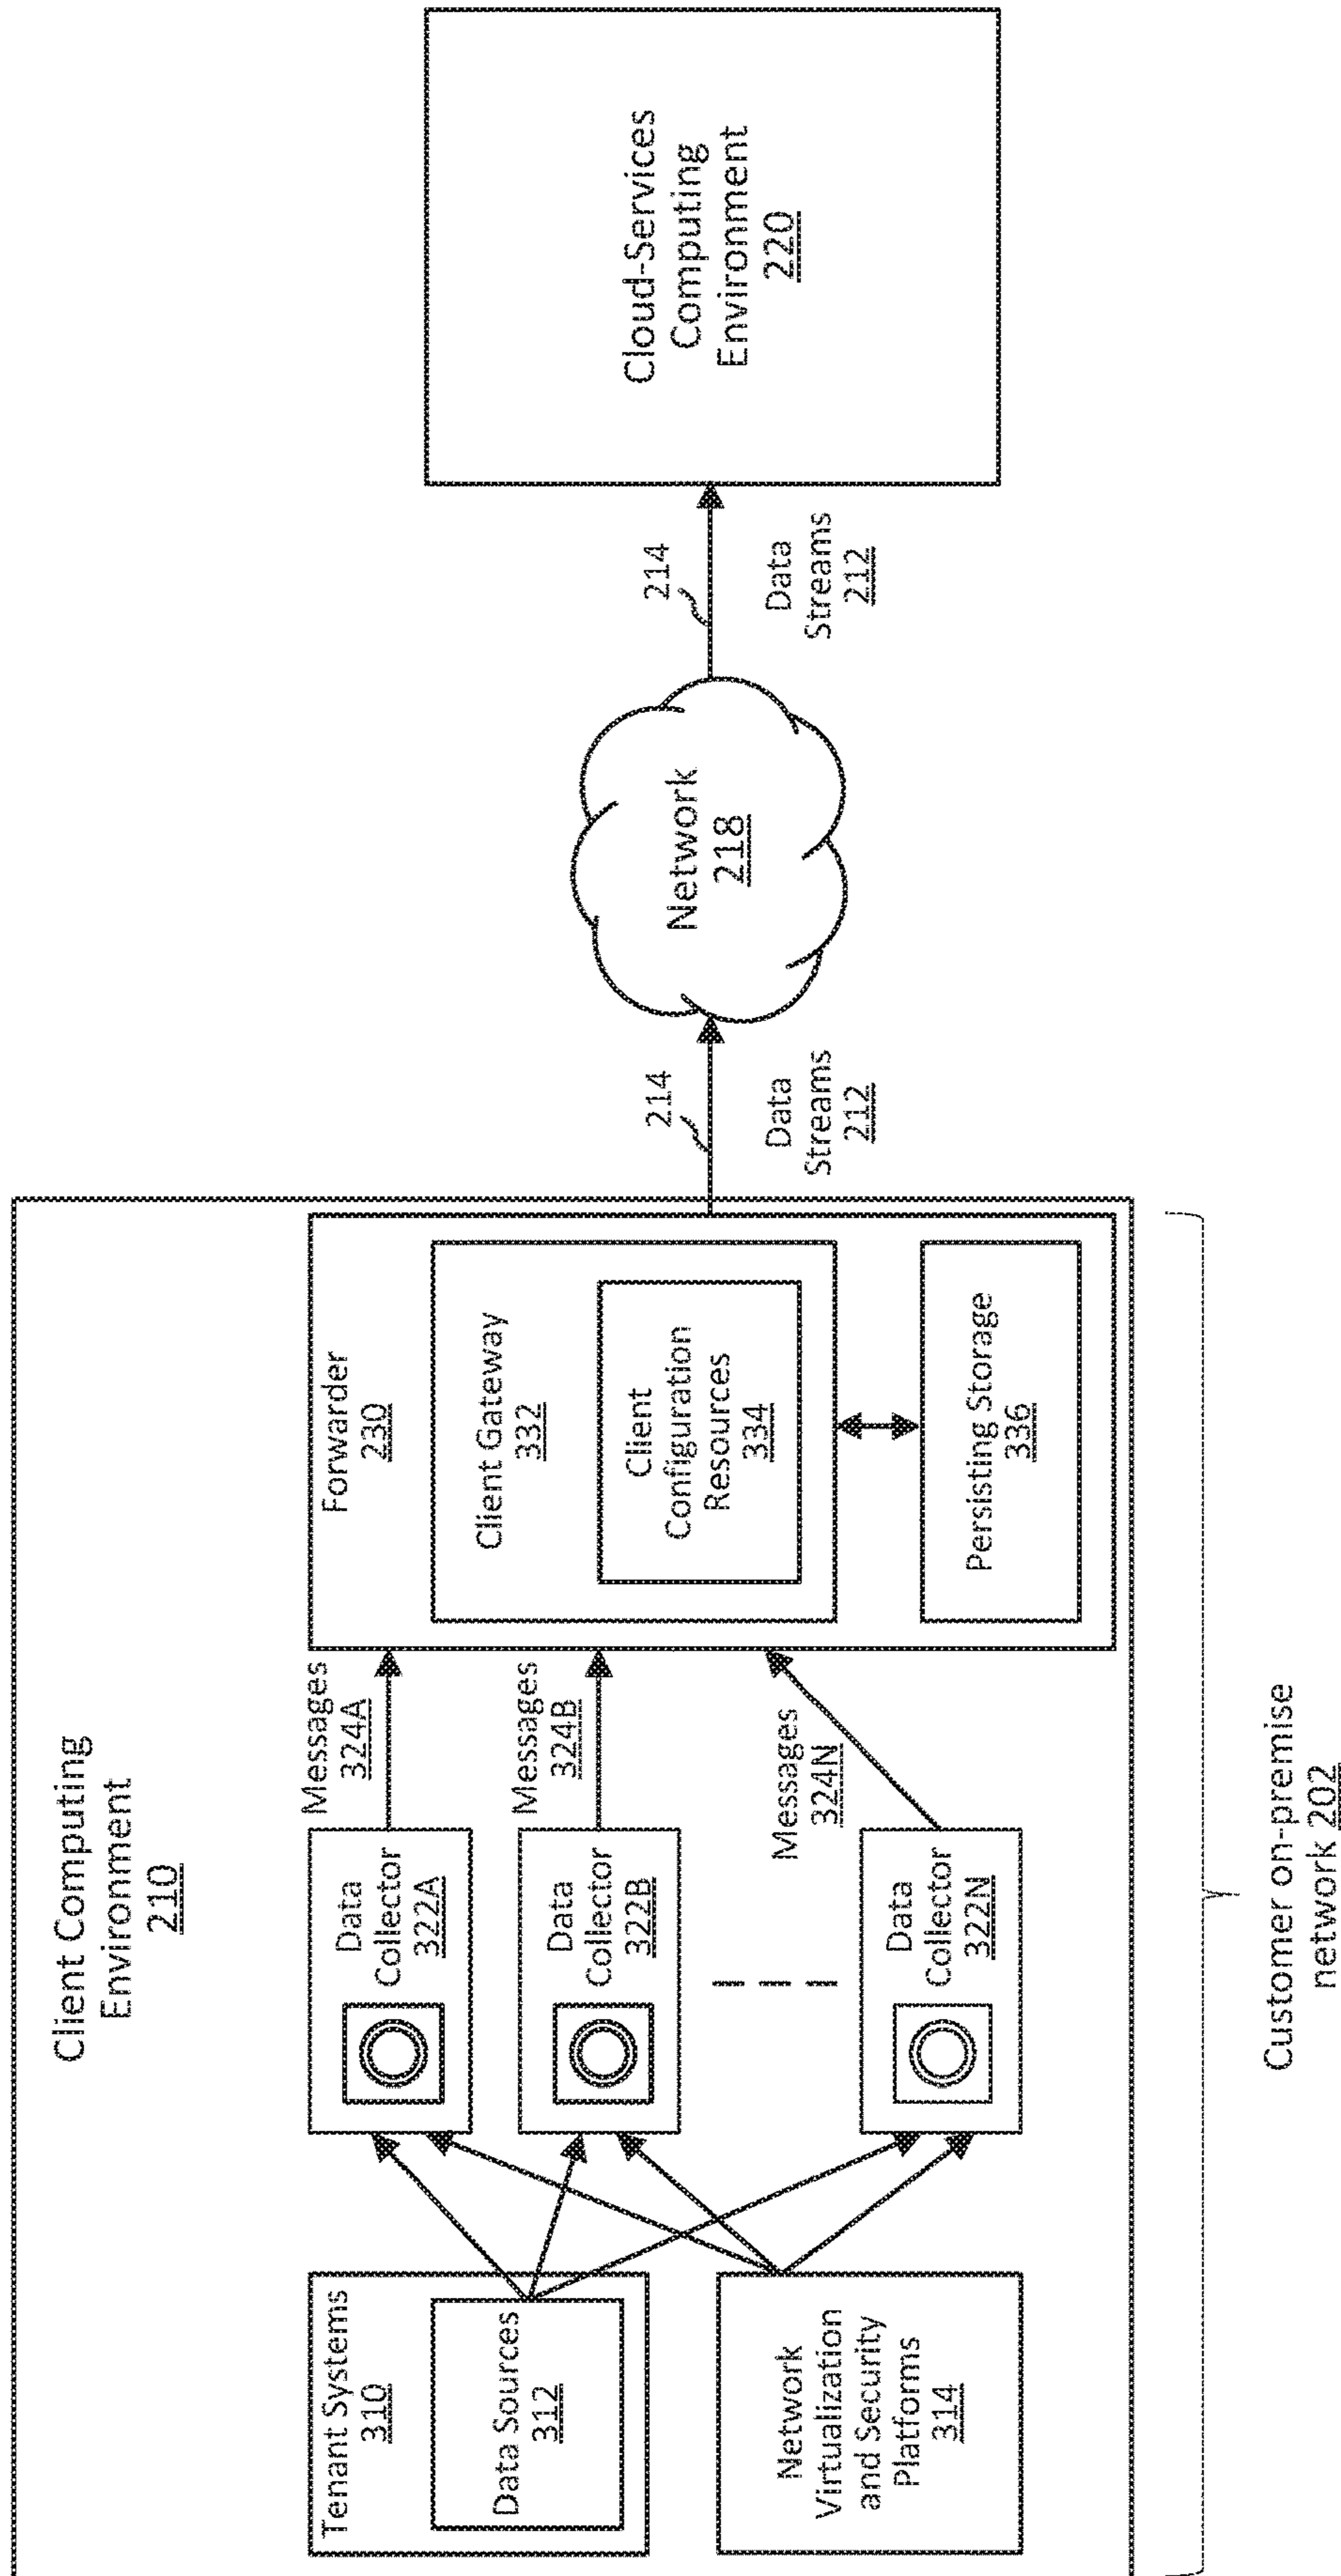 Client Computing
Environment
210
Tenant Systems
310
Data Sources
312
Network
Virtualization
and Security
Platforms
314
Data
Collector
322A
Data
Collector
322B
Data
Collector
322N
Messages
324A
Messages
324B
Messages
324N
Forwarder
230
Client Gateway
332
Client
Configuration
Resources
334
Persisting Storage
336
Customer on-premise
network 202
214
Data
Streams
212
Network
218
214
Data
Streams
212
Cloud-Services
Computing
Environment
220